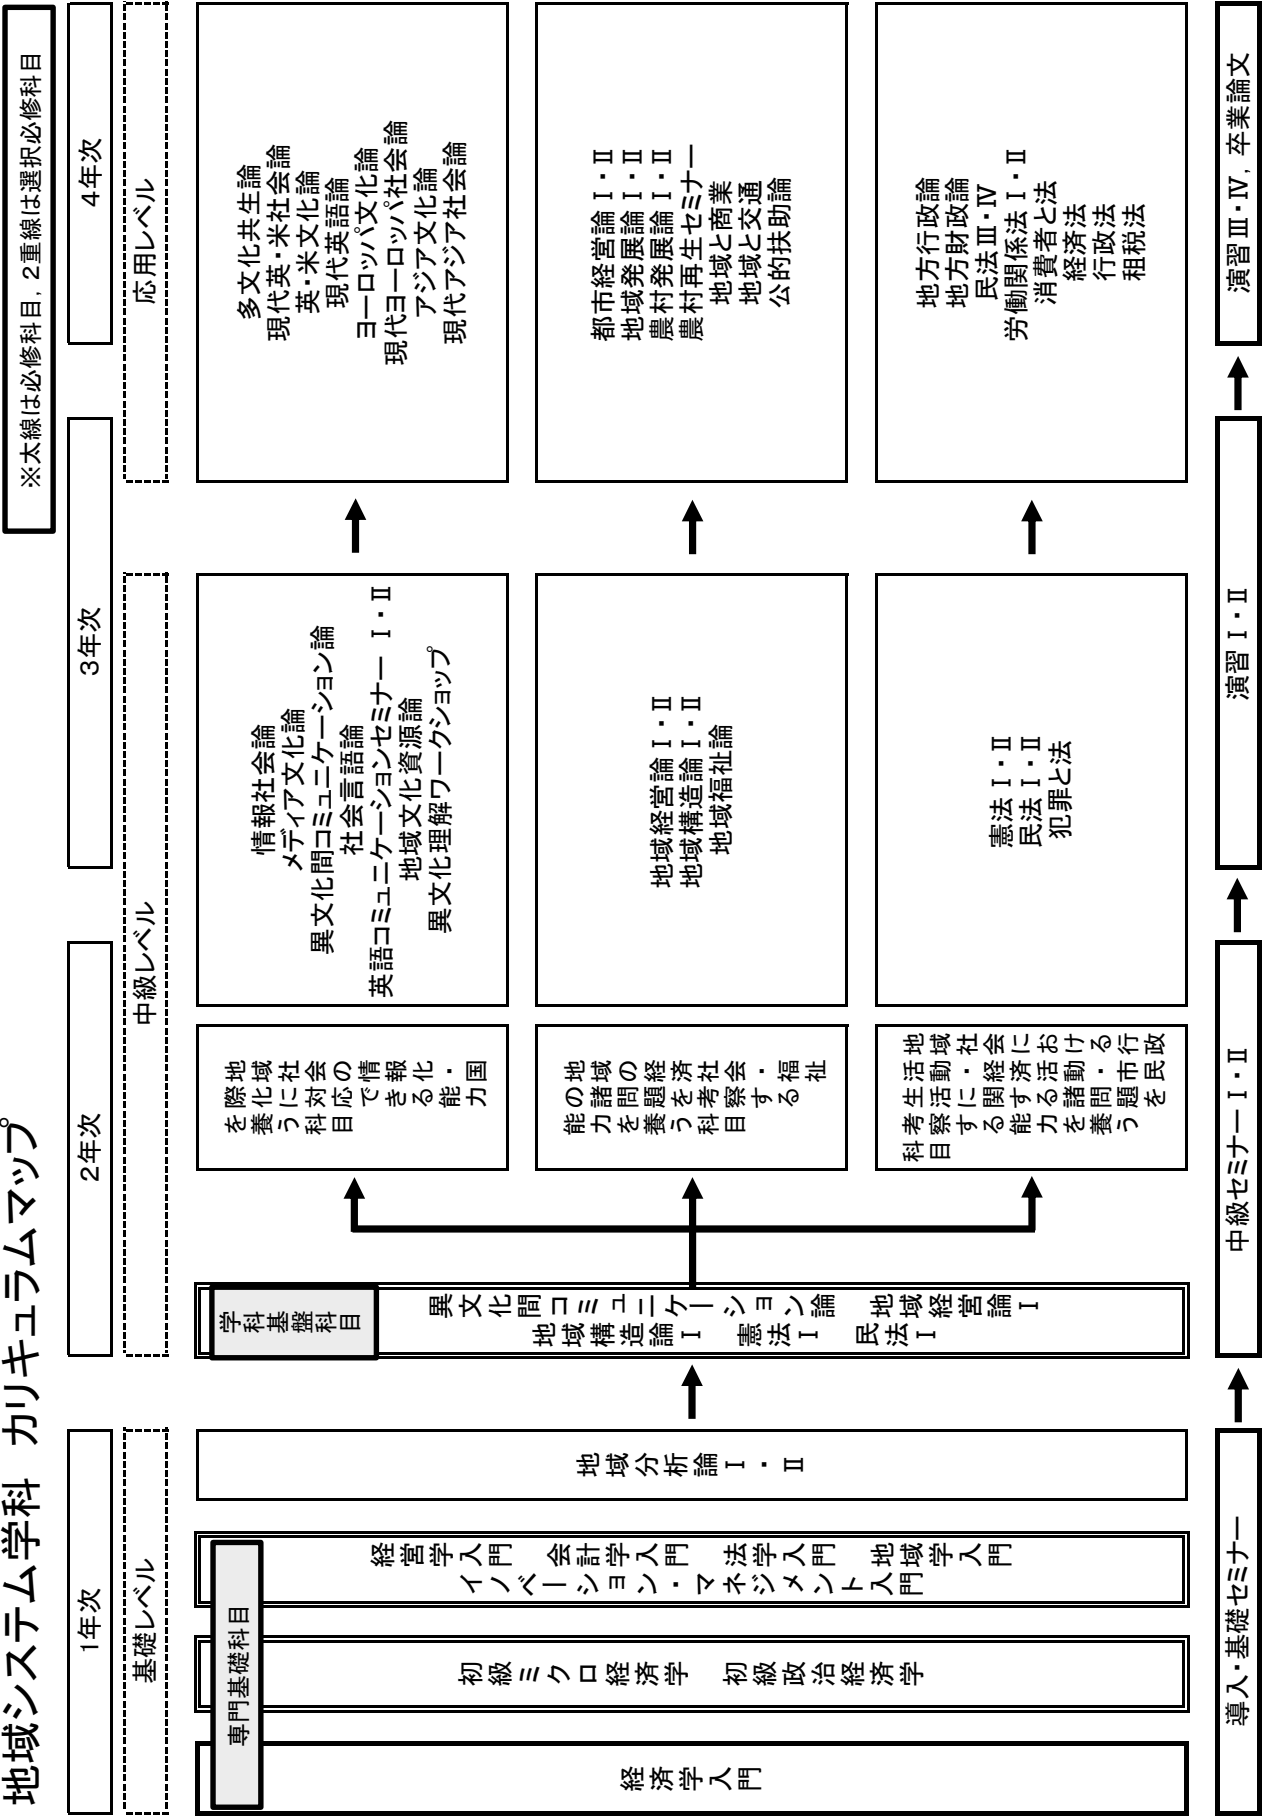 地域システム学科 カリキュラムマップ
※太線は必修科目，２重線は選択必修科目
1年次
2年次
3年次
4年次
基礎レベル
中級レベル
応用レベル
専門基礎科目
経済学入門
初級ミクロ経済学 初級政治経済学
経営学入門 会計学入門 法学入門 地域学入門
イノベーション・マネジメント入門
地域分析論Ⅰ・Ⅱ
学科基盤科目
異文化間コミュニケーション論 地域経営論Ⅰ
地域構造論Ⅰ 憲法Ⅰ 民法Ⅰ
地域社会の情報化・国
際化に対応できる能力
を養う科目
情報社会論
メディア文化論
異文化間コミュニケーション論
社会言語論
英語コミュニケーションセミナー Ⅰ・Ⅱ
地域文化資源論
異文化理解ワークショップ
多文化共生論
現代英・米社会論
英・米文化論
現代英語論
ヨーロッパ文化論
現代ヨーロッパ社会論
アジア文化論
現代アジア社会論
地域の経済社会・福祉
の諸問題を考察する
能力を養う科目
地域経営論Ⅰ・Ⅱ
地域構造論Ⅰ・Ⅱ
地域福祉論
都市経営論Ⅰ・Ⅱ
地域発展論Ⅰ・Ⅱ
農村発展論Ⅰ・Ⅱ
農村再生セミナー
地域と商業
地域と交通
公的扶助論
地域社会における行政
活動・経済活動・市民
生活に関する諸問題を
考察する能力を養う
科目
憲法Ⅰ・Ⅱ
民法Ⅰ・Ⅱ
犯罪と法
地方行政論
地方財政論
民法Ⅲ・Ⅳ
労働関係法Ⅰ・Ⅱ
消費者と法
経済法
行政法
租税法
導入・基礎セミナー
中級セミナーⅠ・Ⅱ
演習Ⅰ・Ⅱ
演習Ⅲ・Ⅳ，卒業論文